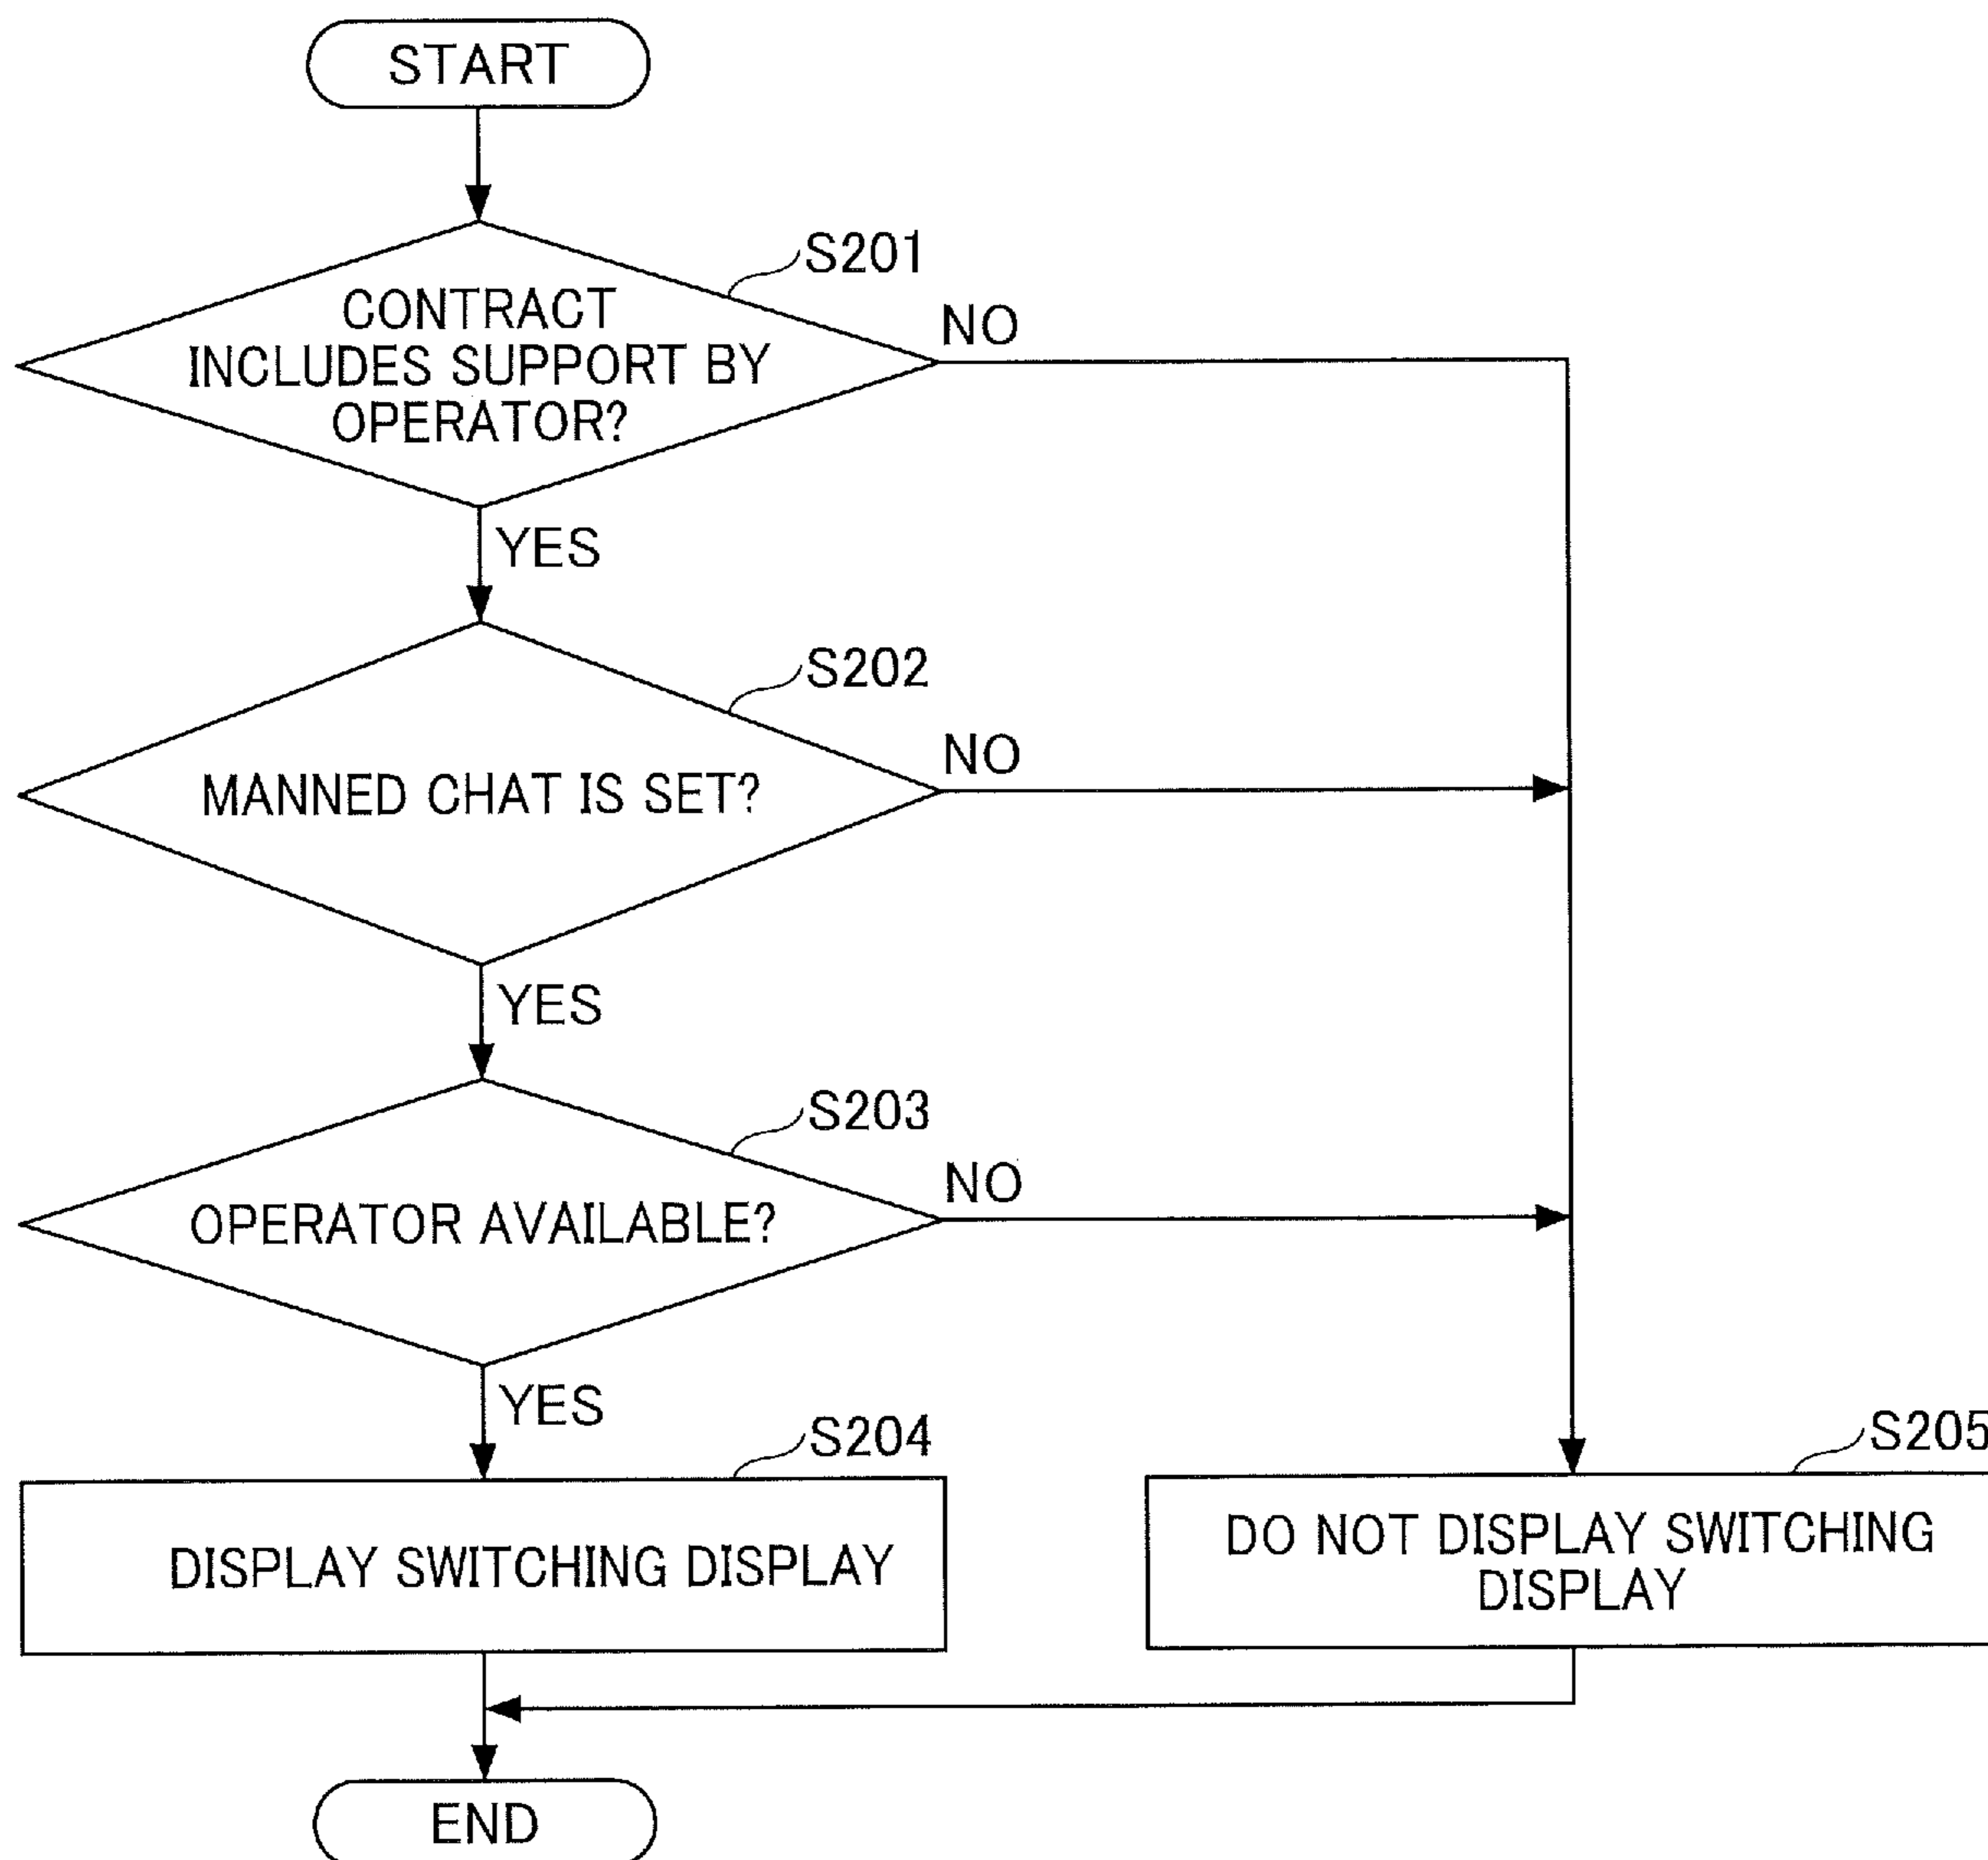 START
S201
CONTRACT
INCLUDES SUPPORT BY
OPERATOR?
NO
YES
S202
MANNED CHAT IS SET?
NO
YES
S203
OPERATOR AVAILABLE?
NO
YES
S204
DISPLAY SWITCHING DISPLAY
S205
DO NOT DISPLAY SWITCHING
DISPLAY
END